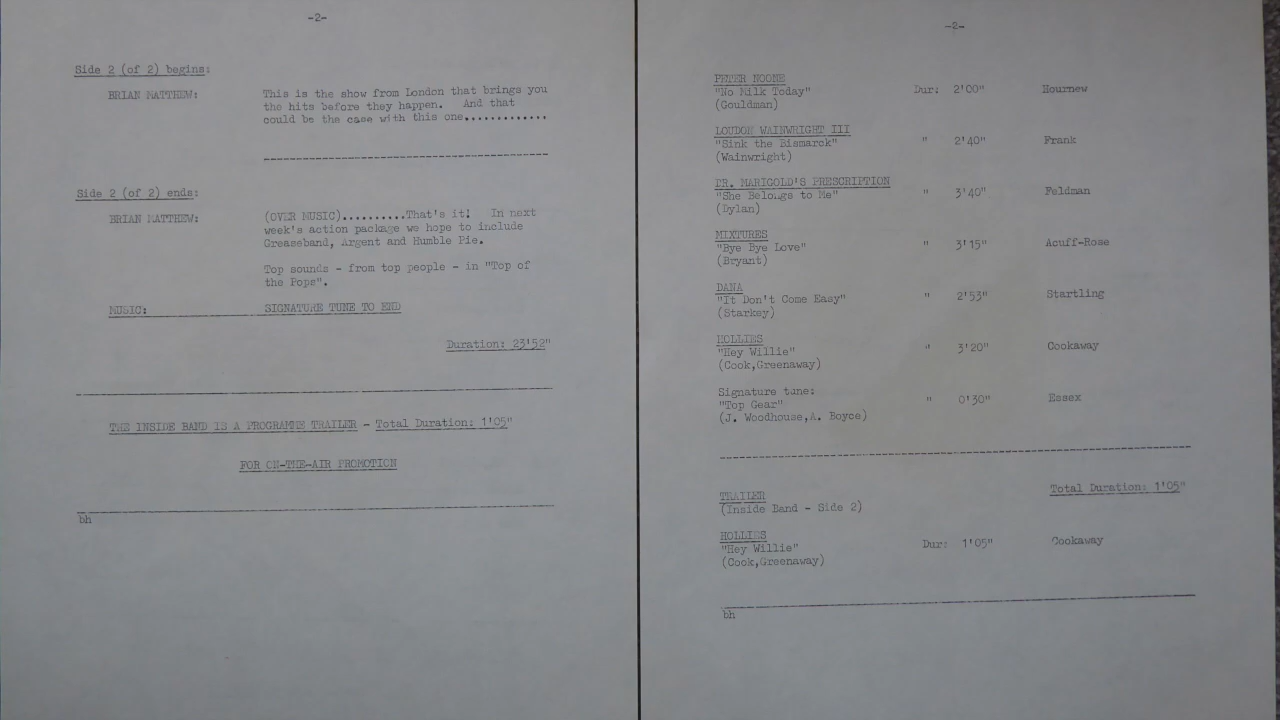 -2-
Side 2 (of 2) begins:
BRIAN MATTHEW: This is the show from London that brings you
the hits before they happen. And that
could be the case with this one.............
Side 2 (of 2) ends:
BRIAN MATTHEW: (OVER MUSIC)..........That's it! In next
week's action package we hope to include
Greaseband, Argent and Humble Pie.
Top sounds - from top people - in "Top of
the Pops".
MUSIC: SIGNATURE TUNE TO END
Duration: 23'52"
THE INSIDE BAND IS A PROGRAMME TRAILER - Total Duration: 1'05"
FOR ON-THE-AIR PROMOTION
bh
-2-
PETER NOONE
"No Milk Today" Dur: 2'00" Hournew
(Gouldman)
LOUDON WAINWRIGHT III
"Sink the Bismarck" " 2'40" Frank
(Wainwright)
DR. MARIGOLD'S PRESCRIPTION
"She Belongs to Me" " 3'40" Feldman
(Dylan)
MIXTURES
"Bye Bye Love" " 3'15" Acuff-Rose
(Bryant)
DANA
"It Don't Come Easy" " 2'53" Startling
(Starkey)
HOLLIES
"Hey Willie" " 3'20" Cookaway
(Cook,Greenaway)
Signature tune:
"Top Gear" " 0'30" Essex
(J. Woodhouse,A. Boyce)
Total Duration: 1'05"
TRAILER
(Inside Band - Side 2)
HOLLIES
"Hey Willie" Dur: 1'05" Cookaway
(Cook,Greenaway)
bh